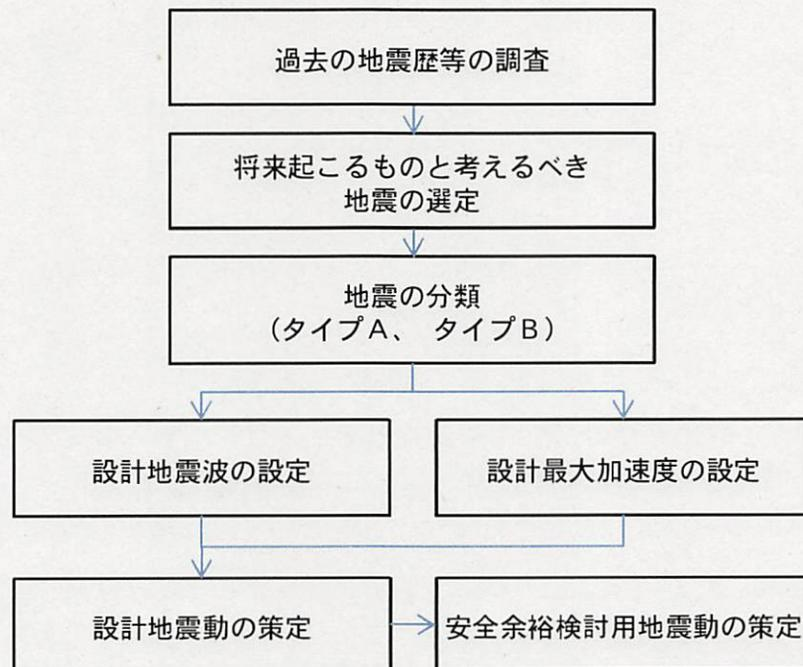 過去の地震歴等の調査
将来起こるものと考えるべき
地震の選定
地震の分類
（タイプA、 タイプB）
設計地震波の設定
設計最大加速度の設定
設計地震動の策定
安全余裕検討用地震動の策定